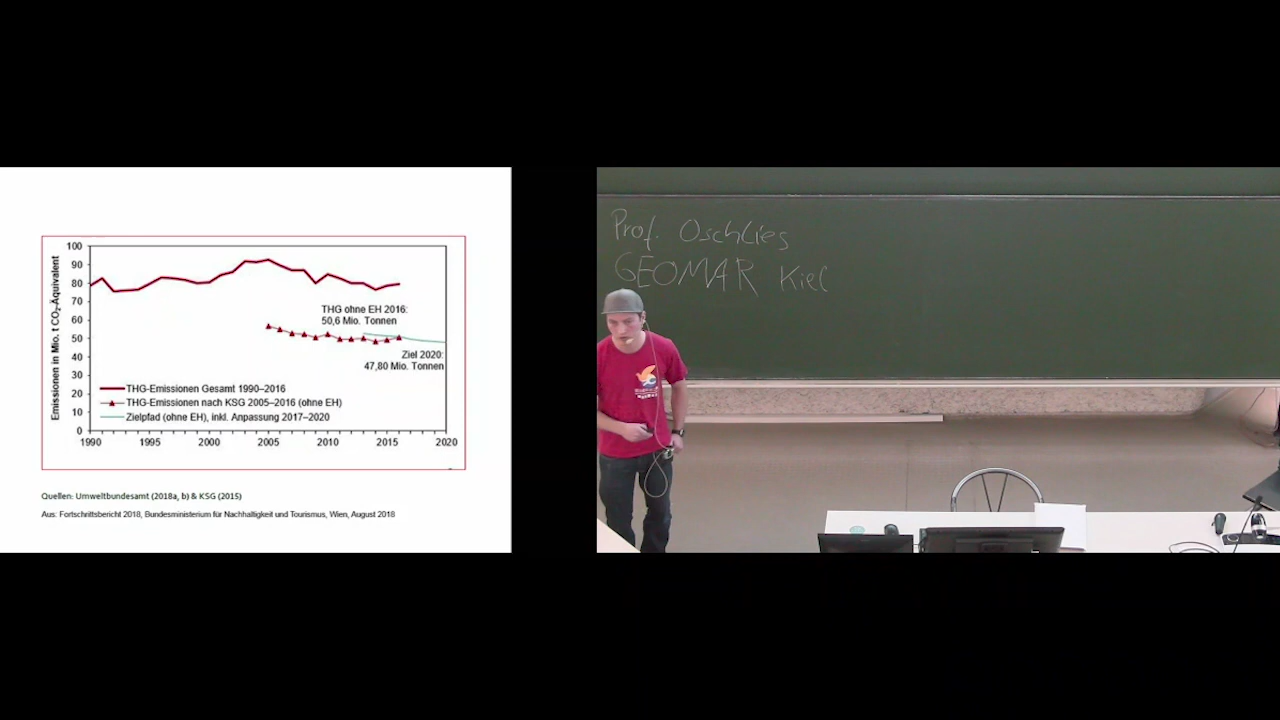 100
90
80
70
60
50
40
30
20
10
0
Emissionen in Mio. t CO₂-Äquivalent
THG ohne EH 2016:
50,6 Mio. Tonnen
Ziel 2020:
47,80 Mio. Tonnen
THG-Emissionen Gesamt 1990–2016
THG-Emissionen nach KSG 2005–2016 (ohne EH)
Zielpfad (ohne EH), inkl. Anpassung 2017–2020
1990 1995 2000 2005 2010 2015 2020
Quellen: Umweltbundesamt (2018a, b) & KSG (2015)
Aus: Fortschrittsbericht 2018, Bundesministerium für Nachhaltigkeit und Tourismus, Wien, August 2018
Prof. Oschlies
GEOMAR Kiel